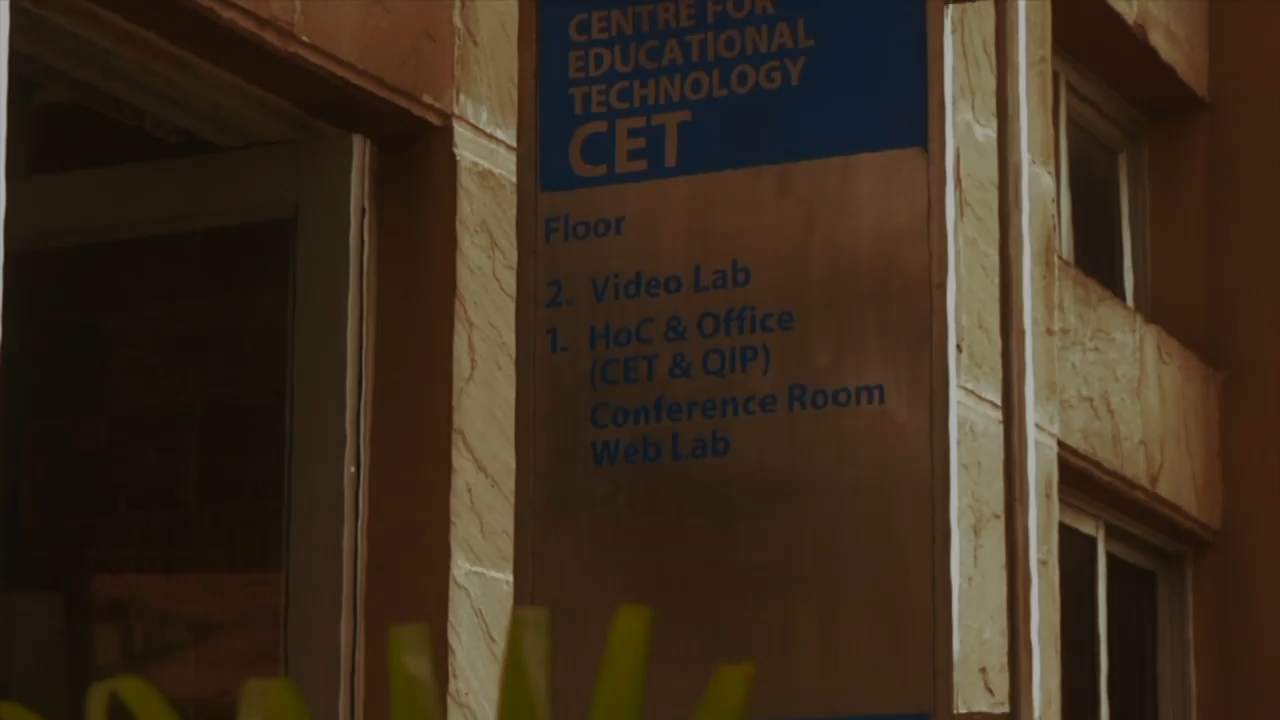 CENTRE FOR
EDUCATIONAL
TECHNOLOGY
CET
Floor
2. Video Lab
1. HoC & Office
(CET & QIP)
Conference Room
Web Lab